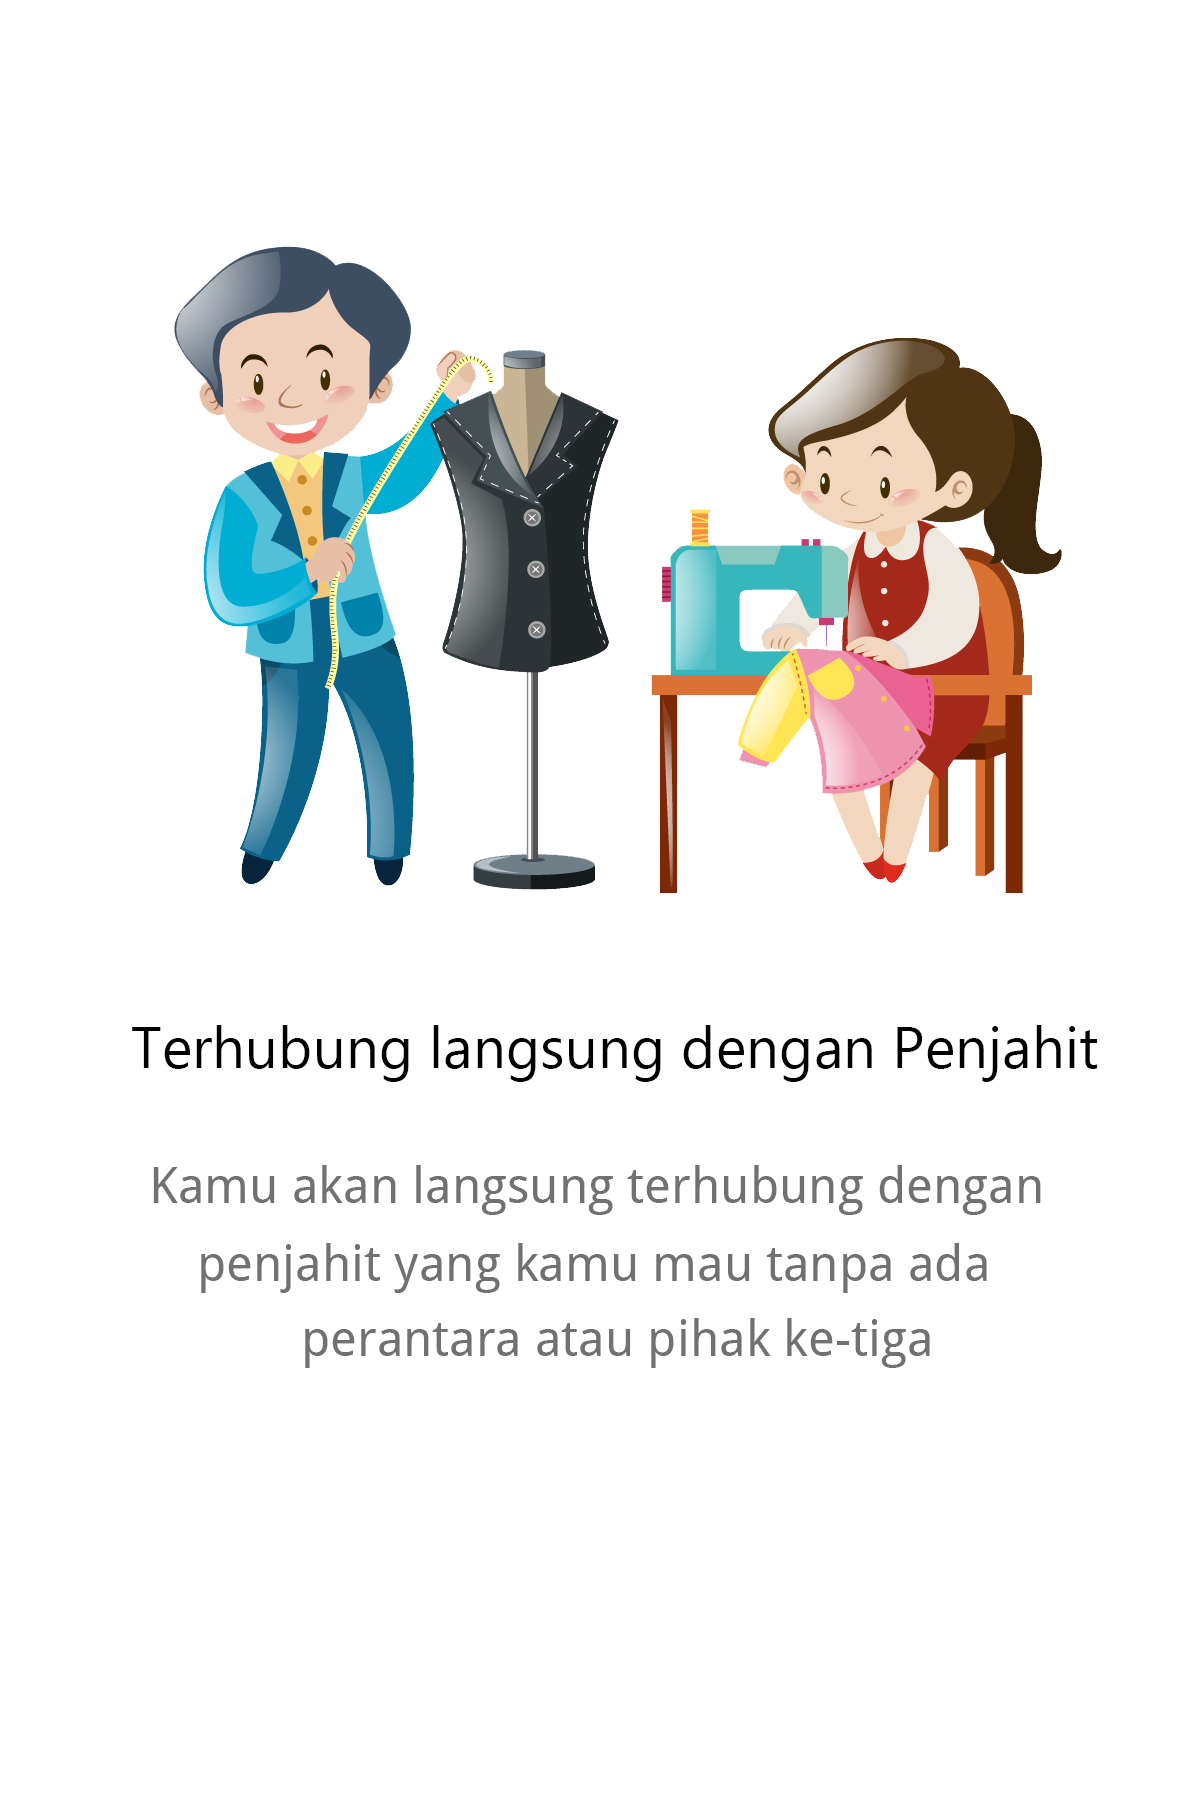 Terhubung langsung dengan Penjahit
Kamu akan langsung terhubung dengan
penjahit yang kamu mau tanpa ada
perantara atau pihak ke-tiga